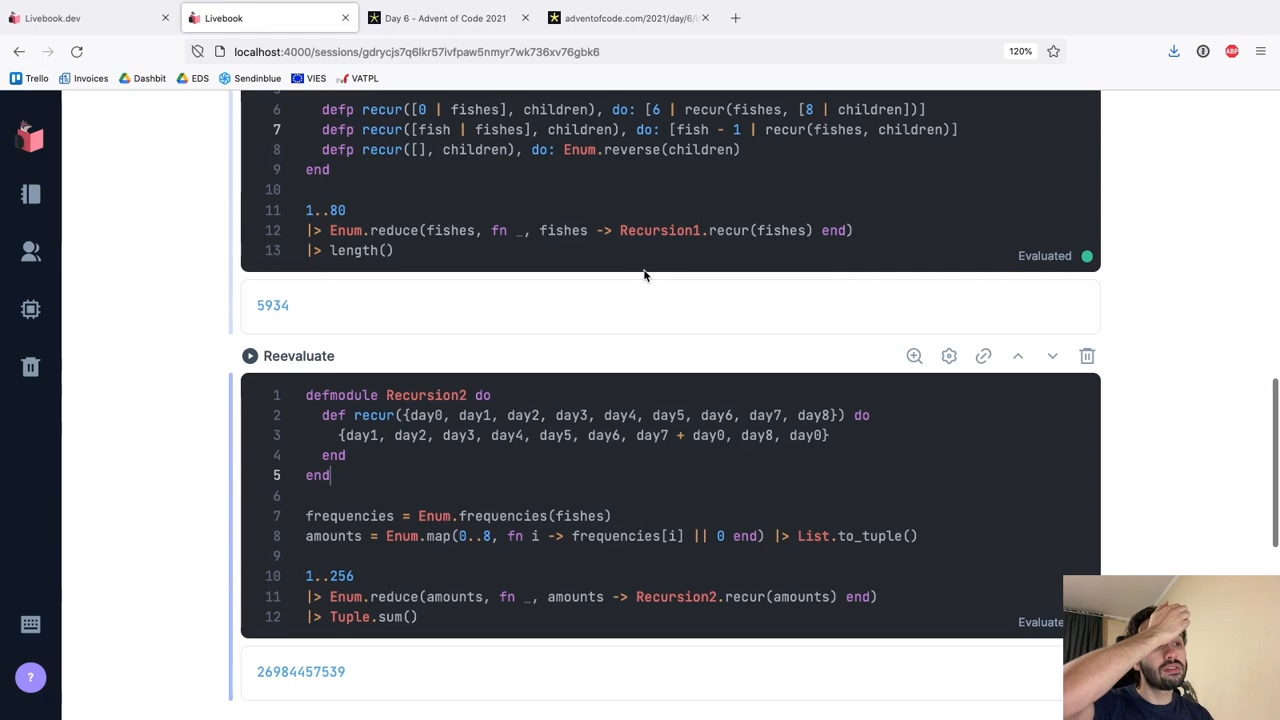 Livebook.dev
Livebook
Day 6 - Advent of Code 2021
adventofcode.com/2021/day/6/i
localhost:4000/sessions/gdrycjs7q6lkr57ivfpaw5nmyr7wk736xv76gbk6
120%
ABP
Trello
Invoices
Dashbit
EDS
Sendinblue
VIES
VATPL
6 defp recur([0 | fishes], children), do: [6 | recur(fishes, [8 | children])]
7 defp recur([fish | fishes], children), do: [fish - 1 | recur(fishes, children)]
8 defp recur([], children), do: Enum.reverse(children)
9 end
10
11 1..80
12 |> Enum.reduce(fishes, fn _, fishes -> Recursion1.recur(fishes) end)
13 |> length()
Evaluated
5934
Reevaluate
1 defmodule Recursion2 do
2 def recur({day0, day1, day2, day3, day4, day5, day6, day7, day8}) do
3 {day1, day2, day3, day4, day5, day6, day7 + day0, day8, day0}
4 end
5 end
6
7 frequencies = Enum.frequencies(fishes)
8 amounts = Enum.map(0..8, fn i -> frequencies[i] || 0 end) |> List.to_tuple()
9
10 1..256
11 |> Enum.reduce(amounts, fn _, amounts -> Recursion2.recur(amounts) end)
12 |> Tuple.sum()
Evaluate
26984457539
?